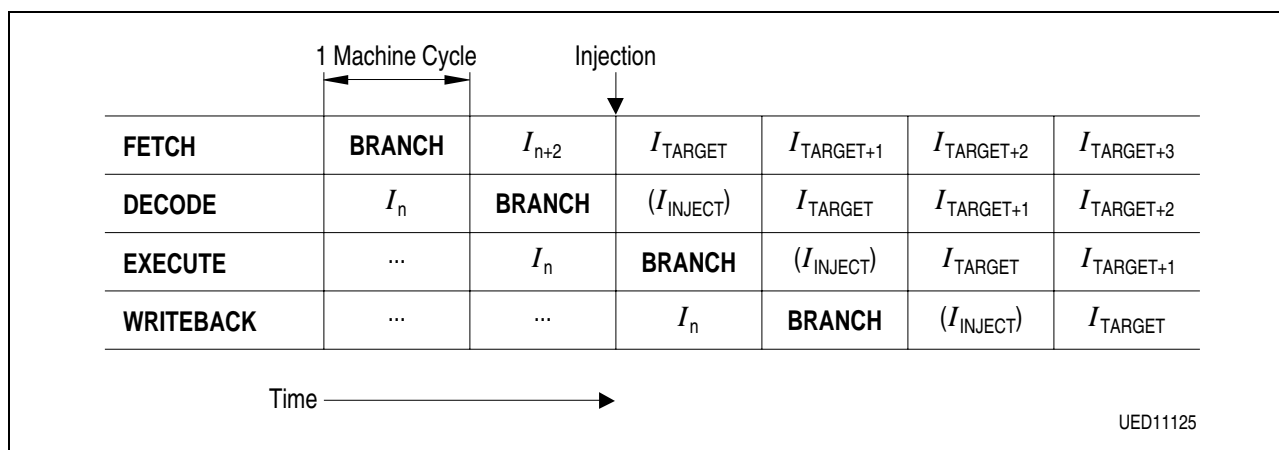 1 Machine Cycle Injection
FETCH BRANCH In+2 ITARGET ITARGET+1 ITARGET+2 ITARGET+3
DECODE In BRANCH (IINJECT) ITARGET ITARGET+1 ITARGET+2
EXECUTE ... In BRANCH (IINJECT) ITARGET ITARGET+1
WRITEBACK ... ... In BRANCH (IINJECT) ITARGET
Time
UED11125